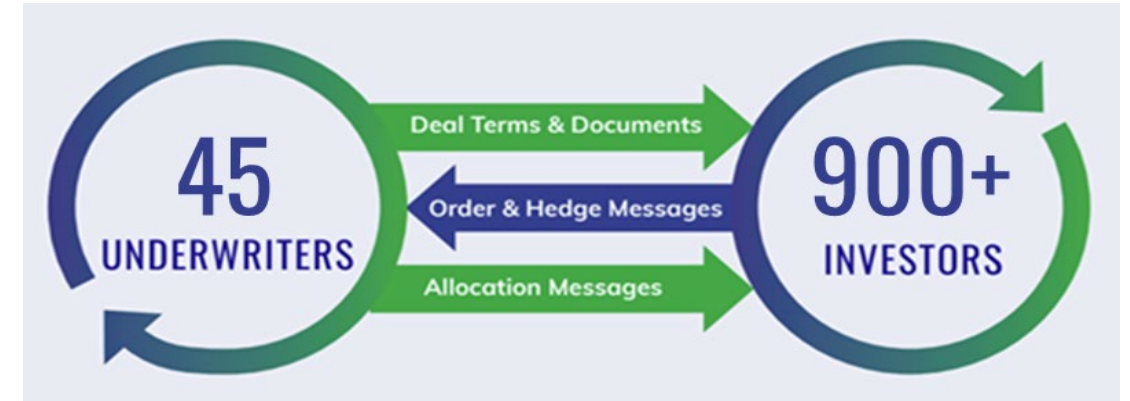 45
UNDERWRITERS
Deal Terms & Documents
Order & Hedge Messages
Allocation Messages
900+
INVESTORS